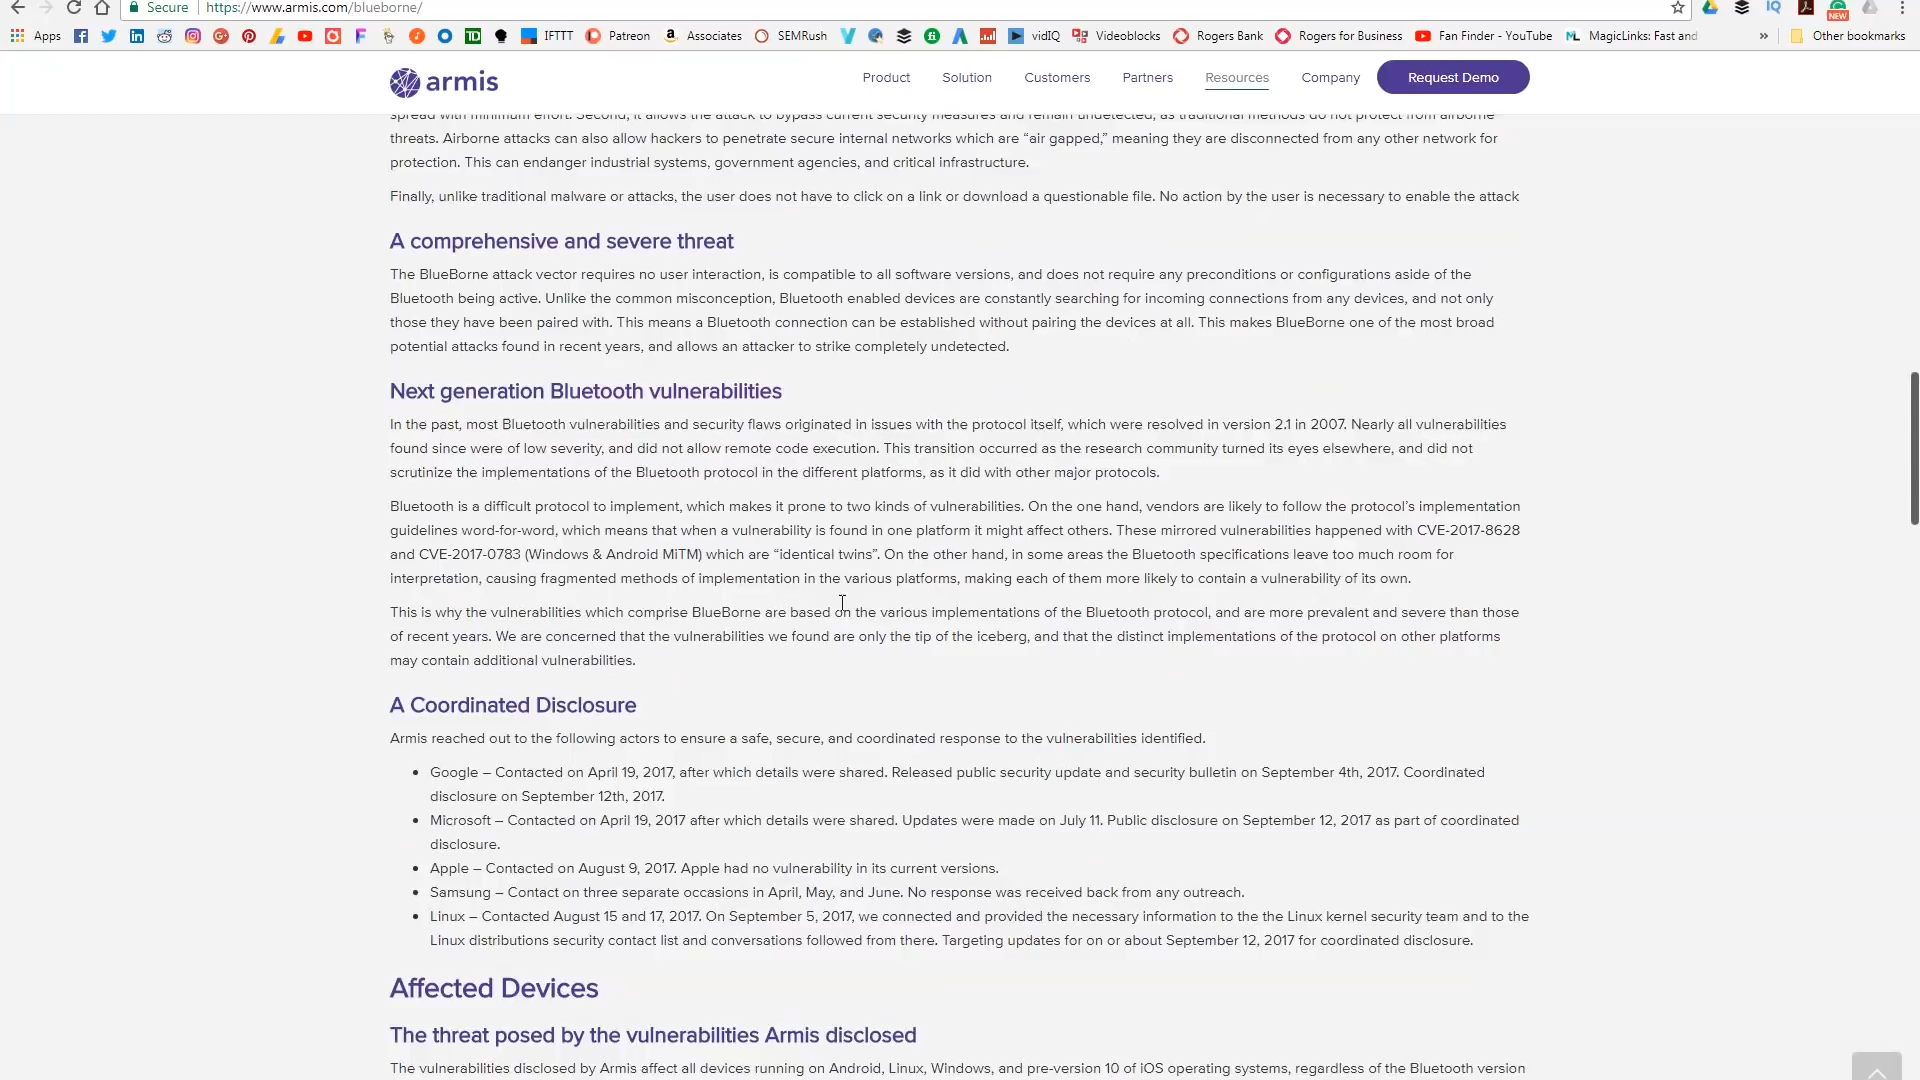 Secure https://www.armis.com/blueborne/
NEW
Apps IFTTT Patreon Associates SEMRush vidIQ Videoblocks Rogers Bank Rogers for Business Fan Finder - YouTube MagicLinks: Fast and » Other bookmarks
armis Product Solution Customers Partners Resources Company Request Demo
spread with minimum effort. Second, it allows the attack to bypass current security measures and remain undetected, as traditional methods do not protect from airborne
threats. Airborne attacks can also allow hackers to penetrate secure internal networks which are “air gapped,” meaning they are disconnected from any other network for
protection. This can endanger industrial systems, government agencies, and critical infrastructure.
Finally, unlike traditional malware or attacks, the user does not have to click on a link or download a questionable file. No action by the user is necessary to enable the attack
A comprehensive and severe threat
The BlueBorne attack vector requires no user interaction, is compatible to all software versions, and does not require any preconditions or configurations aside of the
Bluetooth being active. Unlike the common misconception, Bluetooth enabled devices are constantly searching for incoming connections from any devices, and not only
those they have been paired with. This means a Bluetooth connection can be established without pairing the devices at all. This makes BlueBorne one of the most broad
potential attacks found in recent years, and allows an attacker to strike completely undetected.
Next generation Bluetooth vulnerabilities
In the past, most Bluetooth vulnerabilities and security flaws originated in issues with the protocol itself, which were resolved in version 2.1 in 2007. Nearly all vulnerabilities
found since were of low severity, and did not allow remote code execution. This transition occurred as the research community turned its eyes elsewhere, and did not
scrutinize the implementations of the Bluetooth protocol in the different platforms, as it did with other major protocols.
Bluetooth is a difficult protocol to implement, which makes it prone to two kinds of vulnerabilities. On the one hand, vendors are likely to follow the protocol’s implementation
guidelines word-for-word, which means that when a vulnerability is found in one platform it might affect others. These mirrored vulnerabilities happened with CVE-2017-8628
and CVE-2017-0783 (Windows & Android MiTM) which are “identical twins”. On the other hand, in some areas the Bluetooth specifications leave too much room for
interpretation, causing fragmented methods of implementation in the various platforms, making each of them more likely to contain a vulnerability of its own.
This is why the vulnerabilities which comprise BlueBorne are based on the various implementations of the Bluetooth protocol, and are more prevalent and severe than those
of recent years. We are concerned that the vulnerabilities we found are only the tip of the iceberg, and that the distinct implementations of the protocol on other platforms
may contain additional vulnerabilities.
A Coordinated Disclosure
Armis reached out to the following actors to ensure a safe, secure, and coordinated response to the vulnerabilities identified.
• Google – Contacted on April 19, 2017, after which details were shared. Released public security update and security bulletin on September 4th, 2017. Coordinated
disclosure on September 12th, 2017.
• Microsoft – Contacted on April 19, 2017 after which details were shared. Updates were made on July 11. Public disclosure on September 12, 2017 as part of coordinated
disclosure.
• Apple – Contacted on August 9, 2017. Apple had no vulnerability in its current versions.
• Samsung – Contact on three separate occasions in April, May, and June. No response was received back from any outreach.
• Linux – Contacted August 15 and 17, 2017. On September 5, 2017, we connected and provided the necessary information to the the Linux kernel security team and to the
Linux distributions security contact list and conversations followed from there. Targeting updates for on or about September 12, 2017 for coordinated disclosure.
Affected Devices
The threat posed by the vulnerabilities Armis disclosed
The vulnerabilities disclosed by Armis affect all devices running on Android, Linux, Windows, and pre-version 10 of iOS operating systems, regardless of the Bluetooth version